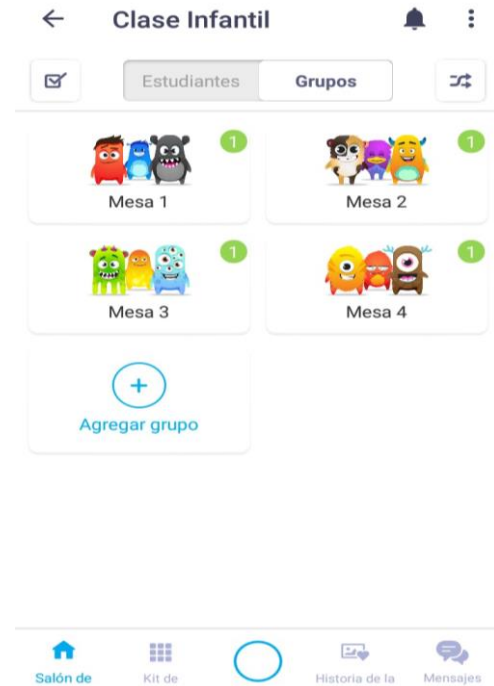 Clase Infantil
Estudiantes Grupos
1 1
Mesa 1 Mesa 2
1 1
Mesa 3 Mesa 4
+
Agregar grupo
Salón de Kit de Historia de la Mensajes